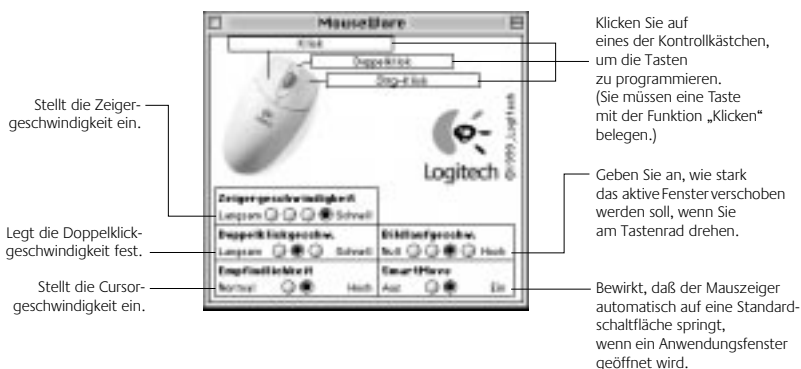 MouseWare
Klick
Doppelklick
Strg-Klick
Logitech
©1999, Logitech
Zeigergeschwindigkeit
Langsam Schnell
Doppelklickgeschw.
Langsam Schnell
Bildlaufgeschw.
Null Hoch
Empfindlichkeit
Normal Hoch
SmartMove
Aus Ein
Stellt die Zeiger-
geschwindigkeit ein.
Legt die Doppelklick-
geschwindigkeit fest.
Stellt die Cursor-
geschwindigkeit ein.
Klicken Sie auf
eines der Kontrollkästchen,
um die Tasten
zu programmieren.
(Sie müssen eine Taste
mit der Funktion „Klicken“
belegen.)
Geben Sie an, wie stark
das aktive Fenster verschoben
werden soll, wenn Sie
am Tastenrad drehen.
Bewirkt, daß der Mauszeiger
automatisch auf eine Standard-
schaltfläche springt,
wenn ein Anwendungsfenster
geöffnet wird.